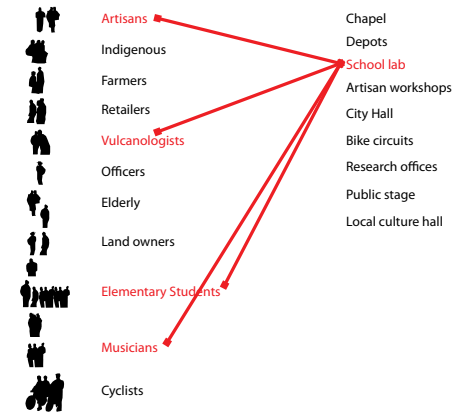 Artisans
Indigenous
Farmers
Retailers
Vulcanologists
Officers
Elderly
Land owners
Elementary Students
Musicians
Cyclists
Chapel
Depots
School lab
Artisan workshops
City Hall
Bike circuits
Research offices
Public stage
Local culture hall